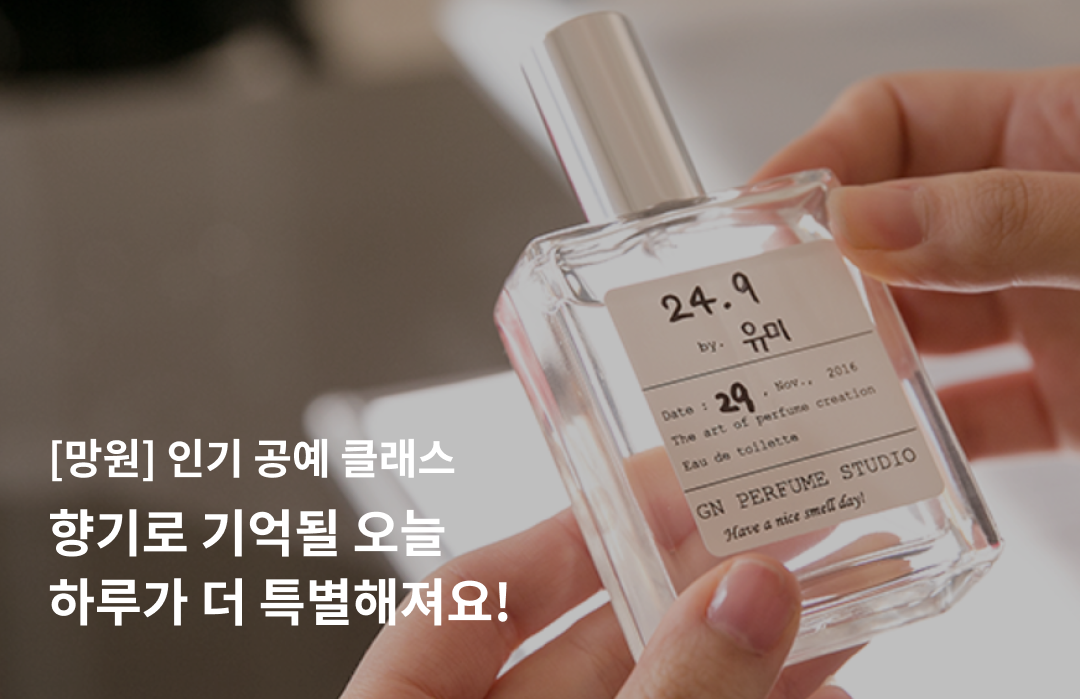 24.9
by. 유미
Date : 29 . Nov., 2016
The art of perfume creation
Eau de toilette
GN PERFUME STUDIO
Have a nice smell day!
[망원] 인기 공예 클래스
향기로 기억될 오늘
하루가 더 특별해져요!